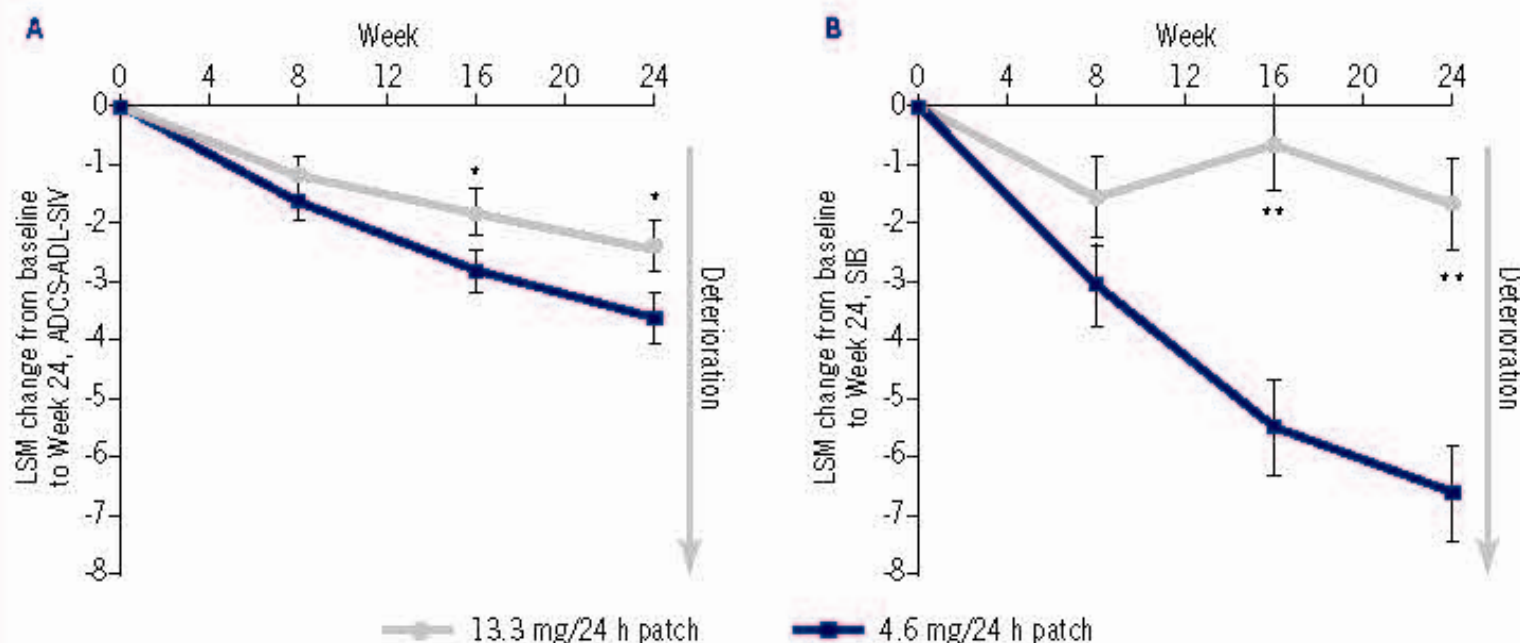 A
Week
0 4 8 12 16 20 24
0
-1
-2
-3
-4
-5
-6
-7
-8
LSM change from baseline
to Week 24, ADCS-ADL-SIV
*
*
Deterioration
B
Week
0 4 8 12 16 20 24
0
-1
-2
-3
-4
-5
-6
-7
-8
LSM change from baseline
to Week 24, SIB
**
**
Deterioration
13.3 mg/24 h patch
4.6 mg/24 h patch